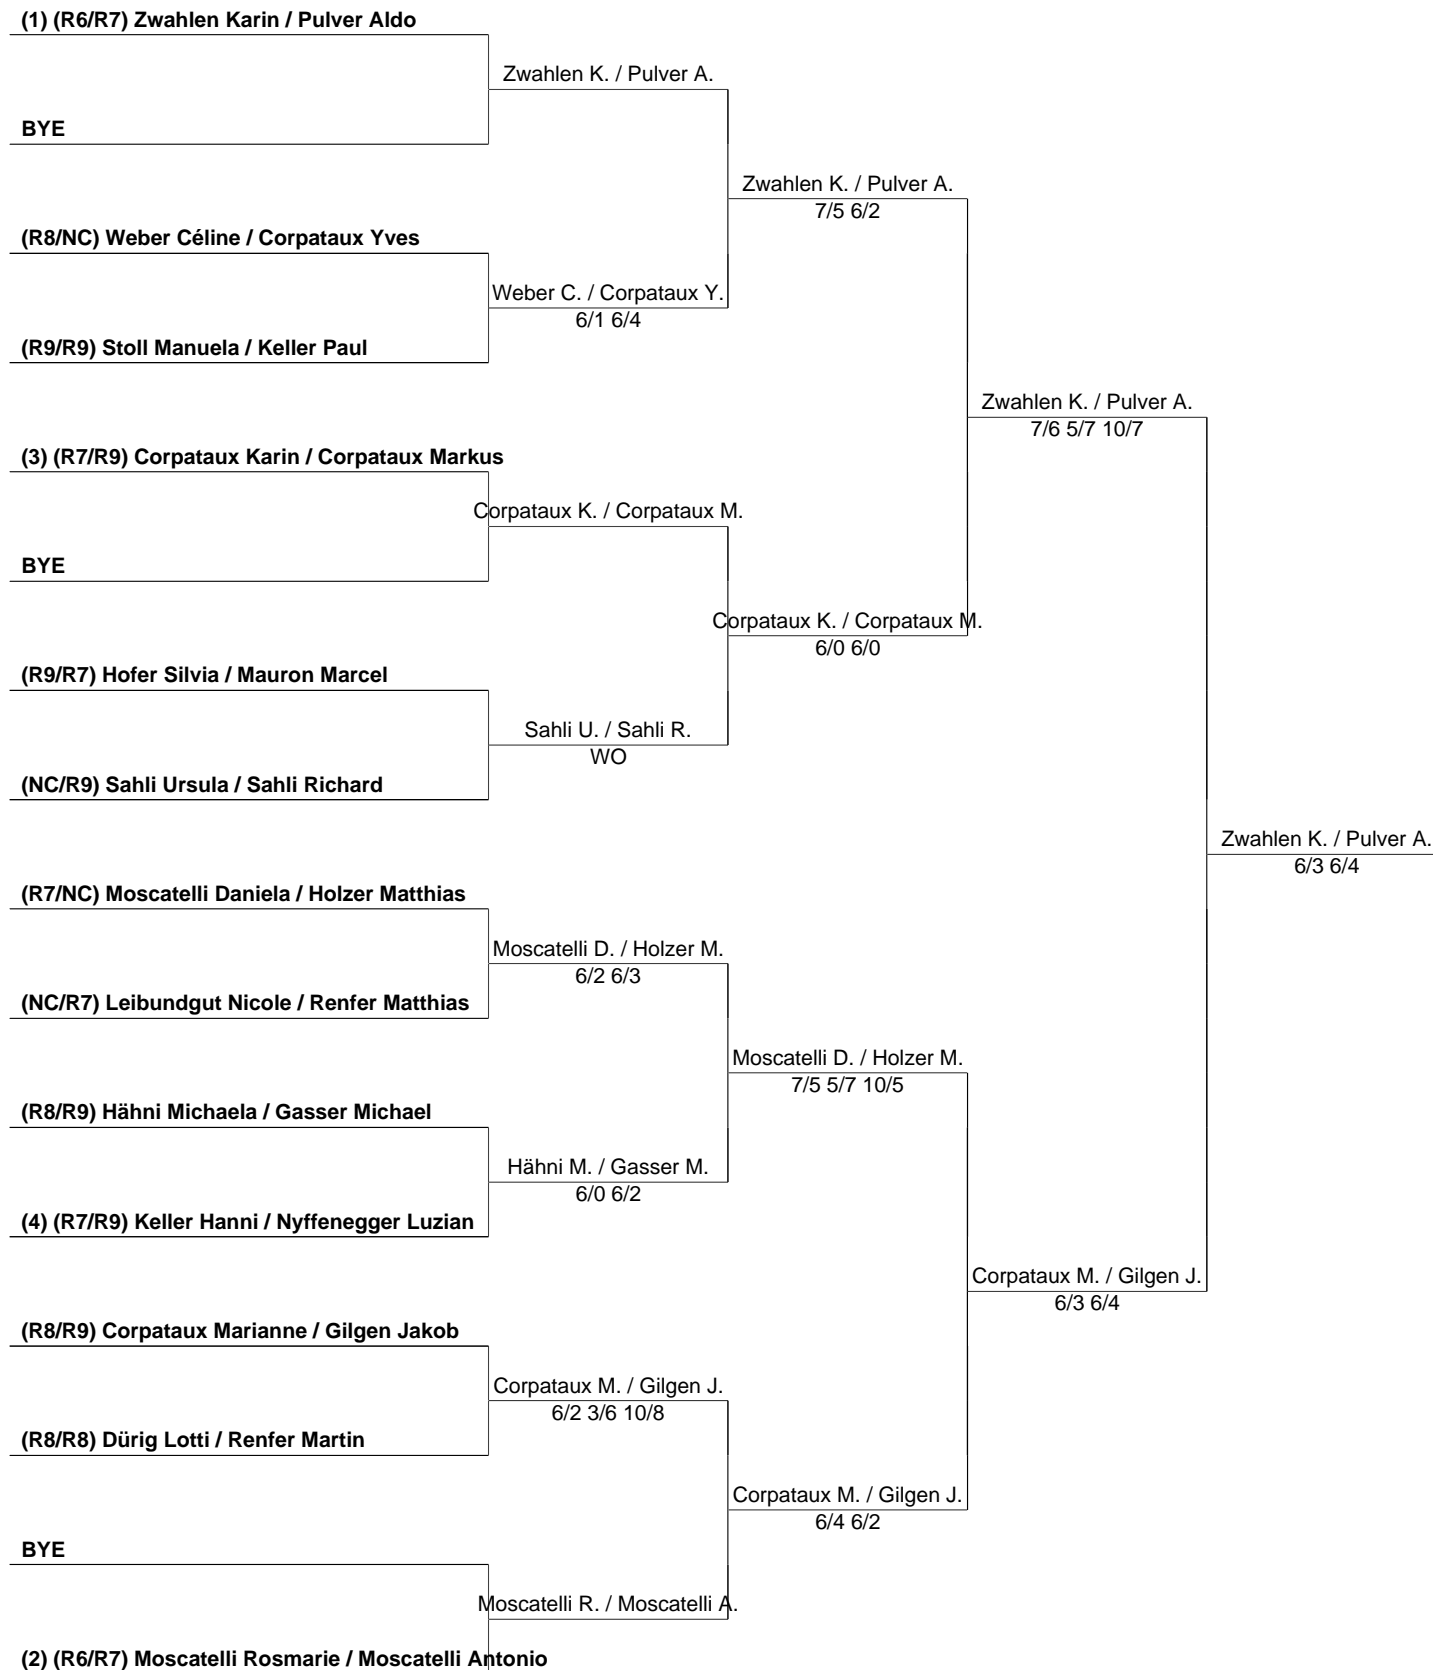 (1) (R6/R7) Zwahlen Karin / Pulver Aldo
Zwahlen K. / Pulver A.
BYE
Zwahlen K. / Pulver A.
7/5 6/2
(R8/NC) Weber Céline / Corpataux Yves
Weber C. / Corpataux Y.
6/1 6/4
(R9/R9) Stoll Manuela / Keller Paul
Zwahlen K. / Pulver A.
7/6 5/7 10/7
(3) (R7/R9) Corpataux Karin / Corpataux Markus
Corpataux K. / Corpataux M.
BYE
Corpataux K. / Corpataux M.
6/0 6/0
(R9/R7) Hofer Silvia / Mauron Marcel
Sahli U. / Sahli R.
WO
(NC/R9) Sahli Ursula / Sahli Richard
Zwahlen K. / Pulver A.
6/3 6/4
(R7/NC) Moscatelli Daniela / Holzer Matthias
Moscatelli D. / Holzer M.
6/2 6/3
(NC/R7) Leibundgut Nicole / Renfer Matthias
Moscatelli D. / Holzer M.
7/5 5/7 10/5
(R8/R9) Hähni Michaela / Gasser Michael
Hähni M. / Gasser M.
6/0 6/2
(4) (R7/R9) Keller Hanni / Nyffenegger Luzian
Corpataux M. / Gilgen J.
6/3 6/4
(R8/R9) Corpataux Marianne / Gilgen Jakob
Corpataux M. / Gilgen J.
6/2 3/6 10/8
(R8/R8) Dürig Lotti / Renfer Martin
Corpataux M. / Gilgen J.
6/4 6/2
BYE
Moscatelli R. / Moscatelli A.
(2) (R6/R7) Moscatelli Rosmarie / Moscatelli Antonio